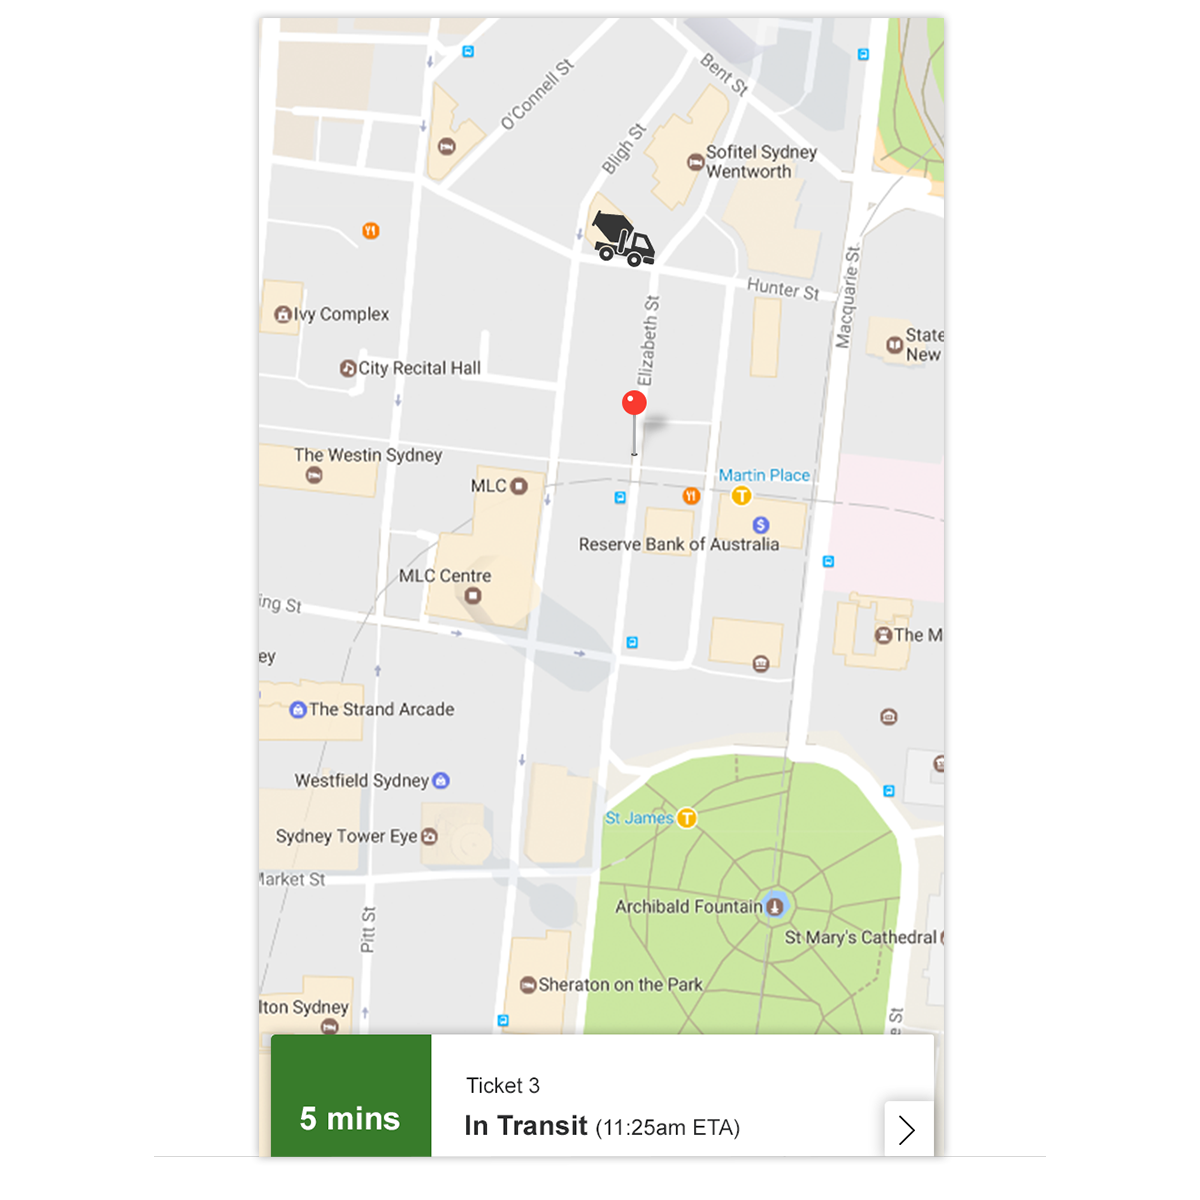 O'Connell St
Bent St
Bligh St
Sofitel Sydney
Wentworth
Macquarie St
Hunter St
Ivy Complex
Elizabeth St
State
New
City Recital Hall
The Westin Sydney
MLC
Martin Place
T
$
Reserve Bank of Australia
MLC Centre
ing St
The M
ey
The Strand Arcade
Westfield Sydney
St James
T
Sydney Tower Eye
Market St
Archibald Fountain
Pitt St
St Mary's Cathedral
Sheraton on the Park
lton Sydney
e St
Ticket 3
5 mins
In Transit (11:25am ETA)